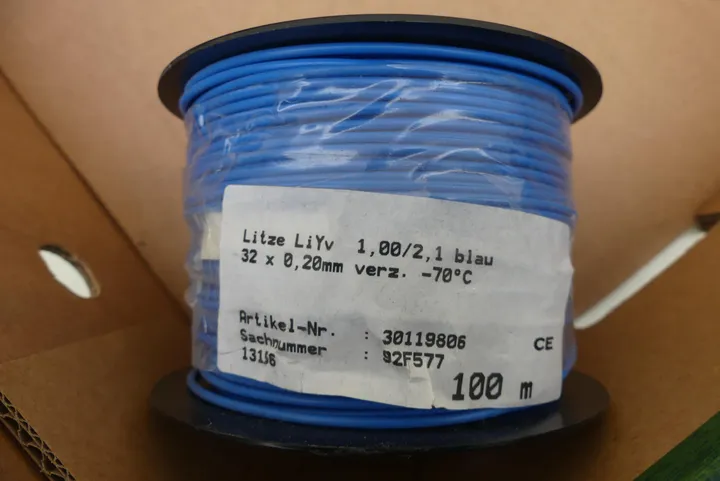 Litze LiYv 1,00/2,1 blau
32 x 0,20mm verz. -70°C
Artikel-Nr. : 30119806 CE
Sachnummer : 92F577
100 m